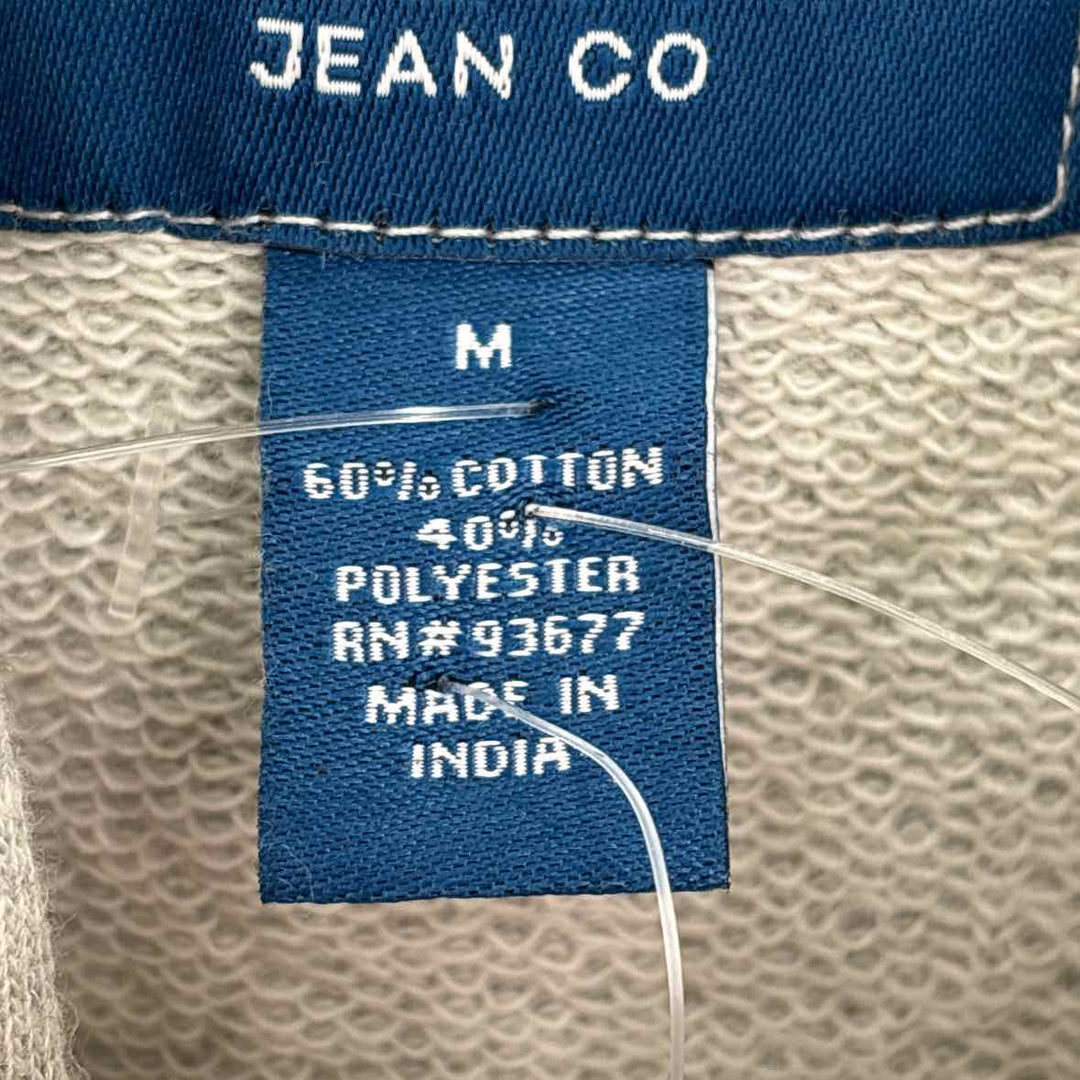 JEAN CO
M
60% COTTON
40%
POLYESTER
RN#93677
MADE IN
INDIA